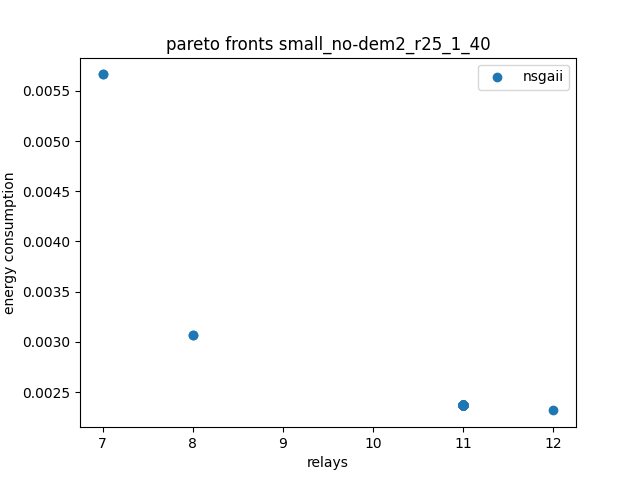 pareto fronts small_no-dem2_r25_1_40
nsgaii
energy consumption
0.0055
0.0050
0.0045
0.0040
0.0035
0.0030
0.0025
7 8 9 10 11 12
relays